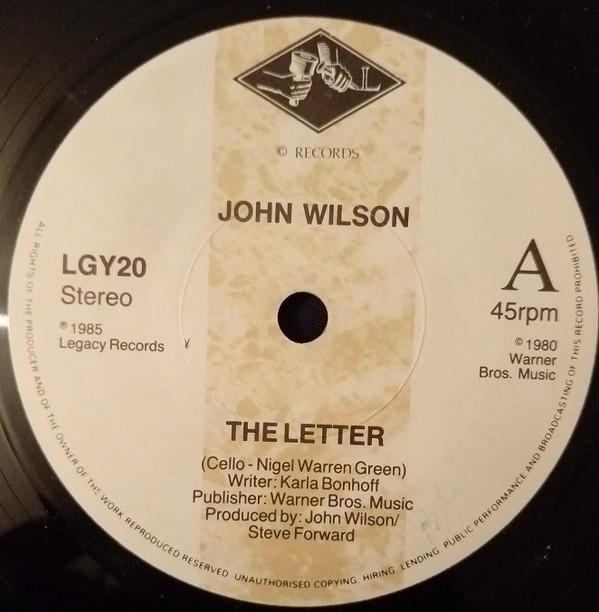 © RECORDS
JOHN WILSON
LGY20
Stereo
℗ 1985
Legacy Records
A
45rpm
© 1980
Warner
Bros. Music
THE LETTER
(Cello - Nigel Warren Green)
Writer: Karla Bonhoff
Publisher: Warner Bros. Music
Produced by: John Wilson/
Steve Forward
ALL RIGHTS OF THE PRODUCER AND OF THE OWNER OF THIS WORK REPRODUCED RESERVED. UNAUTHORISED COPYING, HIRING, LENDING, PUBLIC PERFORMANCE AND BROADCASTING OF THIS RECORD PROHIBITED